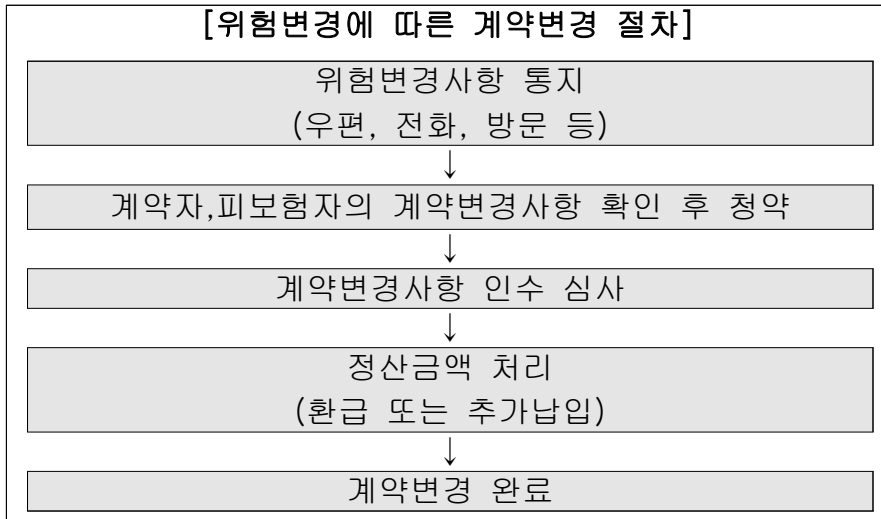 [위험변경에 따른 계약변경 절차]
위험변경사항 통지
(우편, 전화, 방문 등)
↓
계약자,피보험자의 계약변경사항 확인 후 청약
↓
계약변경사항 인수 심사
↓
정산금액 처리
(환급 또는 추가납입)
↓
계약변경 완료